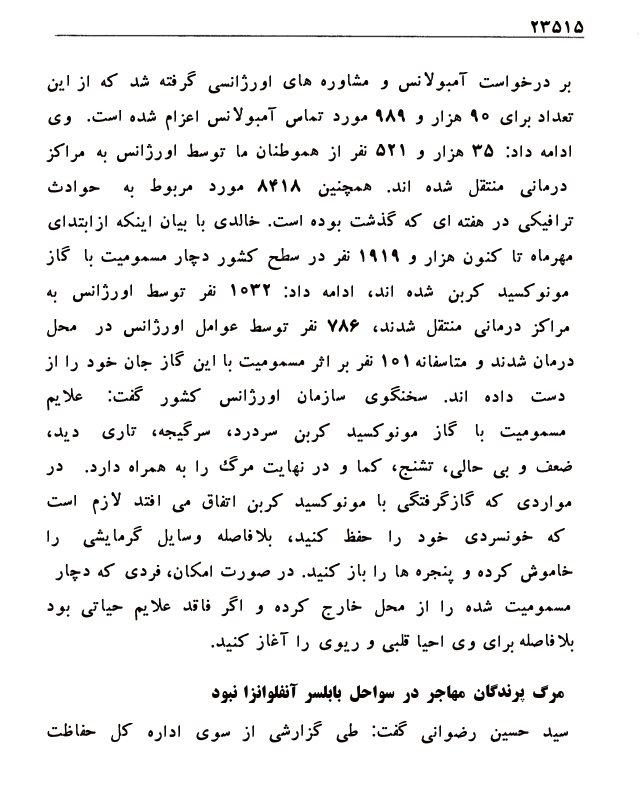 ۲۳۵۱۵
بر درخواست آمبولانس و مشاوره های اورژانسی گرفته شد که از این
تعداد برای ۹۰ هزار و ۹۸۹ مورد تماس آمبولانس اعزام شده است. وی
ادامه داد: ۳۵ هزار و ۵۲۱ نفر از هموطنان ما توسط اورژانس به مراکز
درمانی منتقل شده اند. همچنین ۸۴۱۸ مورد مربوط به حوادث
ترافیکی در هفته ای که گذشت بوده است. خالدی با بیان اینکه ازابتدای
مهرماه تا کنون هزار و ۱۹۱۹ نفر در سطح کشور دچار مسمومیت با گاز
مونوکسید کربن شده اند، ادامه داد: ۱۰۳۲ نفر توسط اورژانس به
مراکز درمانی منتقل شدند، ۷۸۶ نفر توسط عوامل اورژانس در محل
درمان شدند و متاسفانه ۱۰۱ نفر بر اثر مسمومیت با این گاز جان خود را از
دست داده اند. سخنگوی سازمان اورژانس کشور گفت: علایم
مسمومیت با گاز مونوکسید کربن سردرد، سرگیجه، تاری دید،
ضعف و بی حالی، تشنج، کما و در نهایت مرگ را به همراه دارد. در
مواردی که گازگرفتگی با مونوکسید کربن اتفاق می افتد لازم است
که خونسردی خود را حفظ کنید، بلافاصله وسایل گرمایشی را
خاموش کرده و پنجره ها را باز کنید. در صورت امکان، فردی که دچار
مسمومیت شده را از محل خارج کرده و اگر فاقد علایم حیاتی بود
بلافاصله برای وی احیا قلبی و ریوی را آغاز کنید.
مرگ پرندگان مهاجر در سواحل بابلسر آنفلوانزا نبود
سید حسین رضوانی گفت: طی گزارشی از سوی اداره کل حفاظت